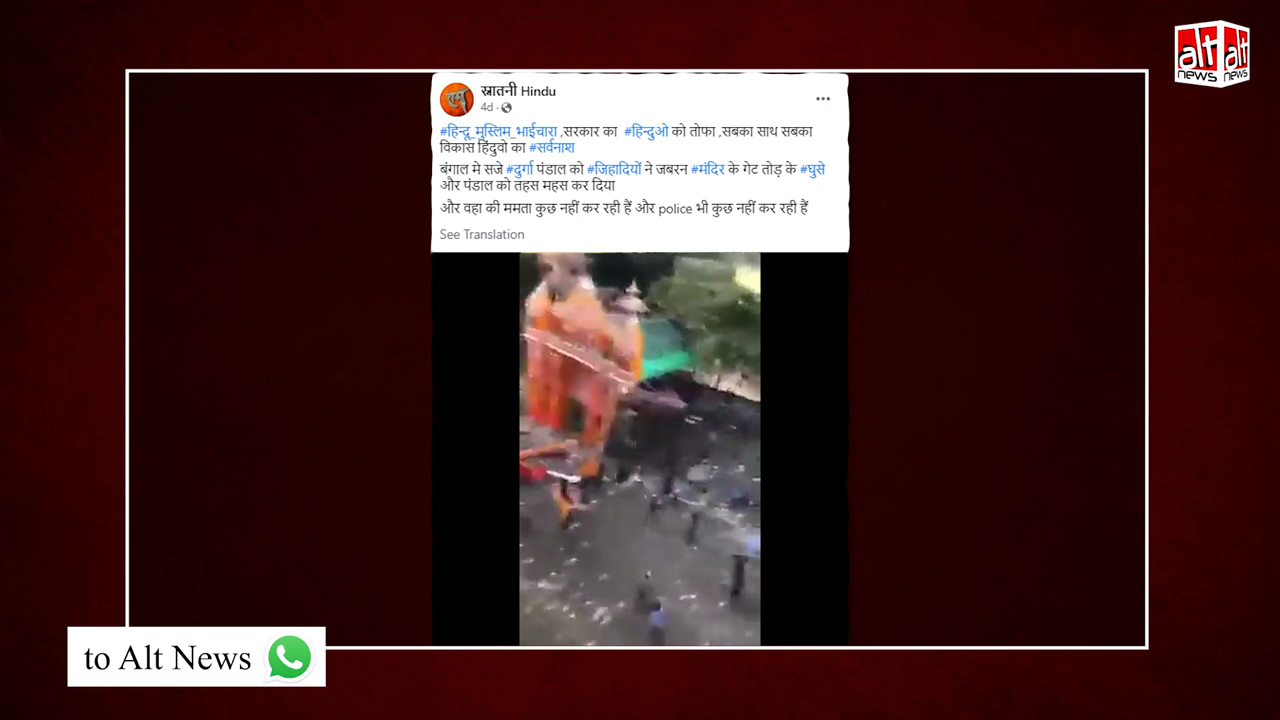 alt alt
news news
स्नातनी Hindu
4d
#हिन्दू_मुस्लिम_भाईचारा ,सरकार का #हिन्दुओ को तोफा ,सबका साथ सबका
विकास हिंदुवो का #सर्वनाश
बंगाल मे सजे #दुर्गा पंडाल को #जिहादियों ने जबरन #मंदिर के गेट तोड़ के #घुसे
और पंडाल को तहस महस कर दिया
और वहा की ममता कुछ नहीं कर रही हैं और police भी कुछ नहीं कर रही हैं
See Translation
to Alt News